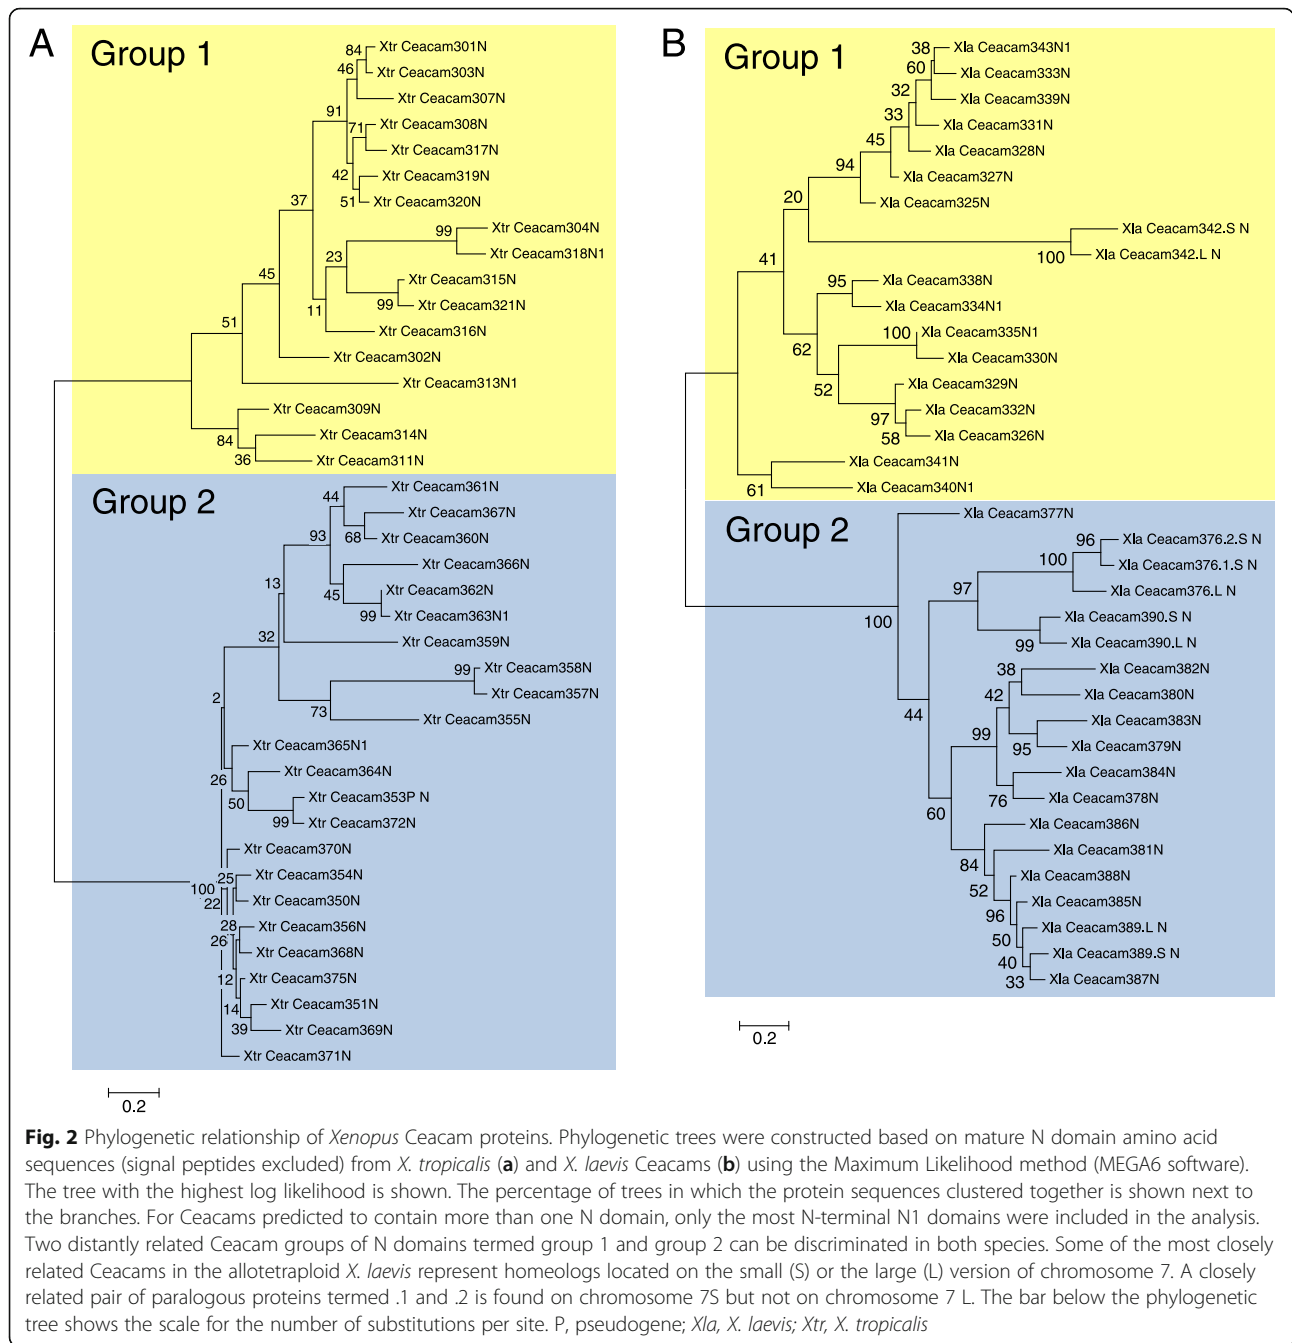 A
Group 1
84
Xtr Ceacam301N
46
Xtr Ceacam303N
Xtr Ceacam307N
91
Xtr Ceacam308N
71
Xtr Ceacam317N
42
Xtr Ceacam319N
51
Xtr Ceacam320N
37
Xtr Ceacam304N
99
Xtr Ceacam318N1
23
Xtr Ceacam315N
45
99
Xtr Ceacam321N
11
Xtr Ceacam316N
51
Xtr Ceacam302N
Xtr Ceacam313N1
Xtr Ceacam309N
84
Xtr Ceacam314N
36
Xtr Ceacam311N
Group 2
44
Xtr Ceacam361N
Xtr Ceacam367N
93
68
Xtr Ceacam360N
Xtr Ceacam366N
13
45
Xtr Ceacam362N
99
Xtr Ceacam363N1
32
Xtr Ceacam359N
99
Xtr Ceacam358N
Xtr Ceacam357N
2
73
Xtr Ceacam355N
Xtr Ceacam365N1
26
Xtr Ceacam364N
50
Xtr Ceacam353P N
99
Xtr Ceacam372N
Xtr Ceacam370N
25
Xtr Ceacam354N
100
22
Xtr Ceacam350N
28
Xtr Ceacam356N
26
Xtr Ceacam368N
12
Xtr Ceacam375N
14
Xtr Ceacam351N
39
Xtr Ceacam369N
Xtr Ceacam371N
0.2
B
Group 1
38
Xla Ceacam343N1
60
Xla Ceacam333N
32
Xla Ceacam339N
33
Xla Ceacam331N
45
Xla Ceacam328N
94
Xla Ceacam327N
20
Xla Ceacam325N
Xla Ceacam342.S N
100
Xla Ceacam342.L N
41
95
Xla Ceacam338N
Xla Ceacam334N1
100
Xla Ceacam335N1
62
Xla Ceacam330N
52
Xla Ceacam329N
97
Xla Ceacam332N
58
Xla Ceacam326N
Xla Ceacam341N
61
Xla Ceacam340N1
Group 2
Xla Ceacam377N
96
Xla Ceacam376.2.S N
100
Xla Ceacam376.1.S N
97
Xla Ceacam376.L N
100
Xla Ceacam390.S N
99
Xla Ceacam390.L N
38
Xla Ceacam382N
42
Xla Ceacam380N
44
Xla Ceacam383N
99
95
Xla Ceacam379N
Xla Ceacam384N
76
Xla Ceacam378N
60
Xla Ceacam386N
84
Xla Ceacam381N
52
Xla Ceacam388N
96
Xla Ceacam385N
50
Xla Ceacam389.L N
40
Xla Ceacam389.S N
33
Xla Ceacam387N
0.2
Fig. 2 Phylogenetic relationship of Xenopus Ceacam proteins. Phylogenetic trees were constructed based on mature N domain amino acid
sequences (signal peptides excluded) from X. tropicalis (a) and X. laevis Ceacams (b) using the Maximum Likelihood method (MEGA6 software).
The tree with the highest log likelihood is shown. The percentage of trees in which the protein sequences clustered together is shown next to
the branches. For Ceacams predicted to contain more than one N domain, only the most N-terminal N1 domains were included in the analysis.
Two distantly related Ceacam groups of N domains termed group 1 and group 2 can be discriminated in both species. Some of the most closely
related Ceacams in the allotetraploid X. laevis represent homeologs located on the small (S) or the large (L) version of chromosome 7. A closely
related pair of paralogous proteins termed .1 and .2 is found on chromosome 7S but not on chromosome 7 L. The bar below the phylogenetic
tree shows the scale for the number of substitutions per site. P, pseudogene; Xla, X. laevis; Xtr, X. tropicalis